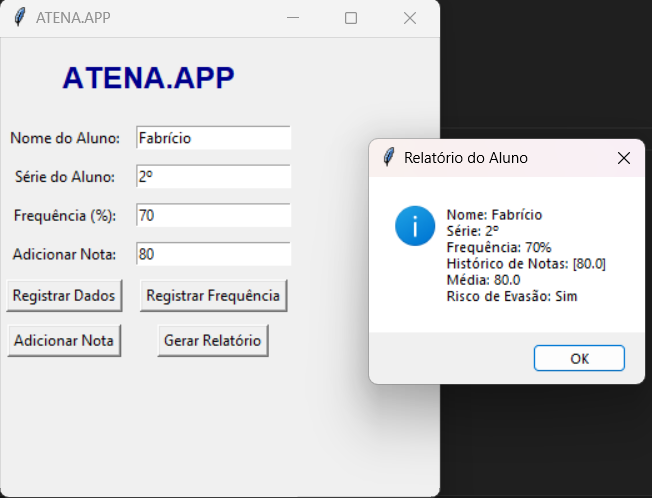 ATENA.APP
ATENA.APP
Nome do Aluno: Fabrício
Série do Aluno: 2º
Frequência (%): 70
Adicionar Nota: 80
Registrar Dados Registrar Frequência
Adicionar Nota Gerar Relatório
Relatório do Aluno
Nome: Fabrício
Série: 2º
Frequência: 70%
Histórico de Notas: [80.0]
Média: 80.0
Risco de Evasão: Sim
OK